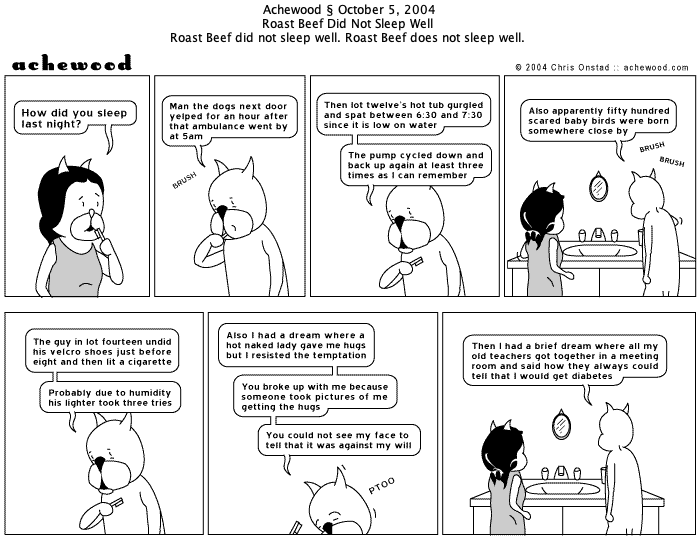 Achewood § October 5, 2004
Roast Beef Did Not Sleep Well
Roast Beef did not sleep well. Roast Beef does not sleep well.
achewood
© 2004 Chris Onstad :: achewood.com
How did you sleep
last night?
Man the dogs next door
yelped for an hour after
that ambulance went by
at 5am
BRUSH
Then lot twelve's hot tub gurgled
and spat between 6:30 and 7:30
since it is low on water
The pump cycled down and
back up again at least three
times as I can remember
Also apparently fifty hundred
scared baby birds were born
somewhere close by
BRUSH
BRUSH
The guy in lot fourteen undid
his velcro shoes just before
eight and then lit a cigarette
Probably due to humidity
his lighter took three tries
Also I had a dream where a
hot naked lady gave me hugs
but I resisted the temptation
You broke up with me because
someone took pictures of me
getting the hugs
You could not see my face to
tell that it was against my will
PTOO
Then I had a brief dream where all my
old teachers got together in a meeting
room and said how they always could
tell that I would get diabetes